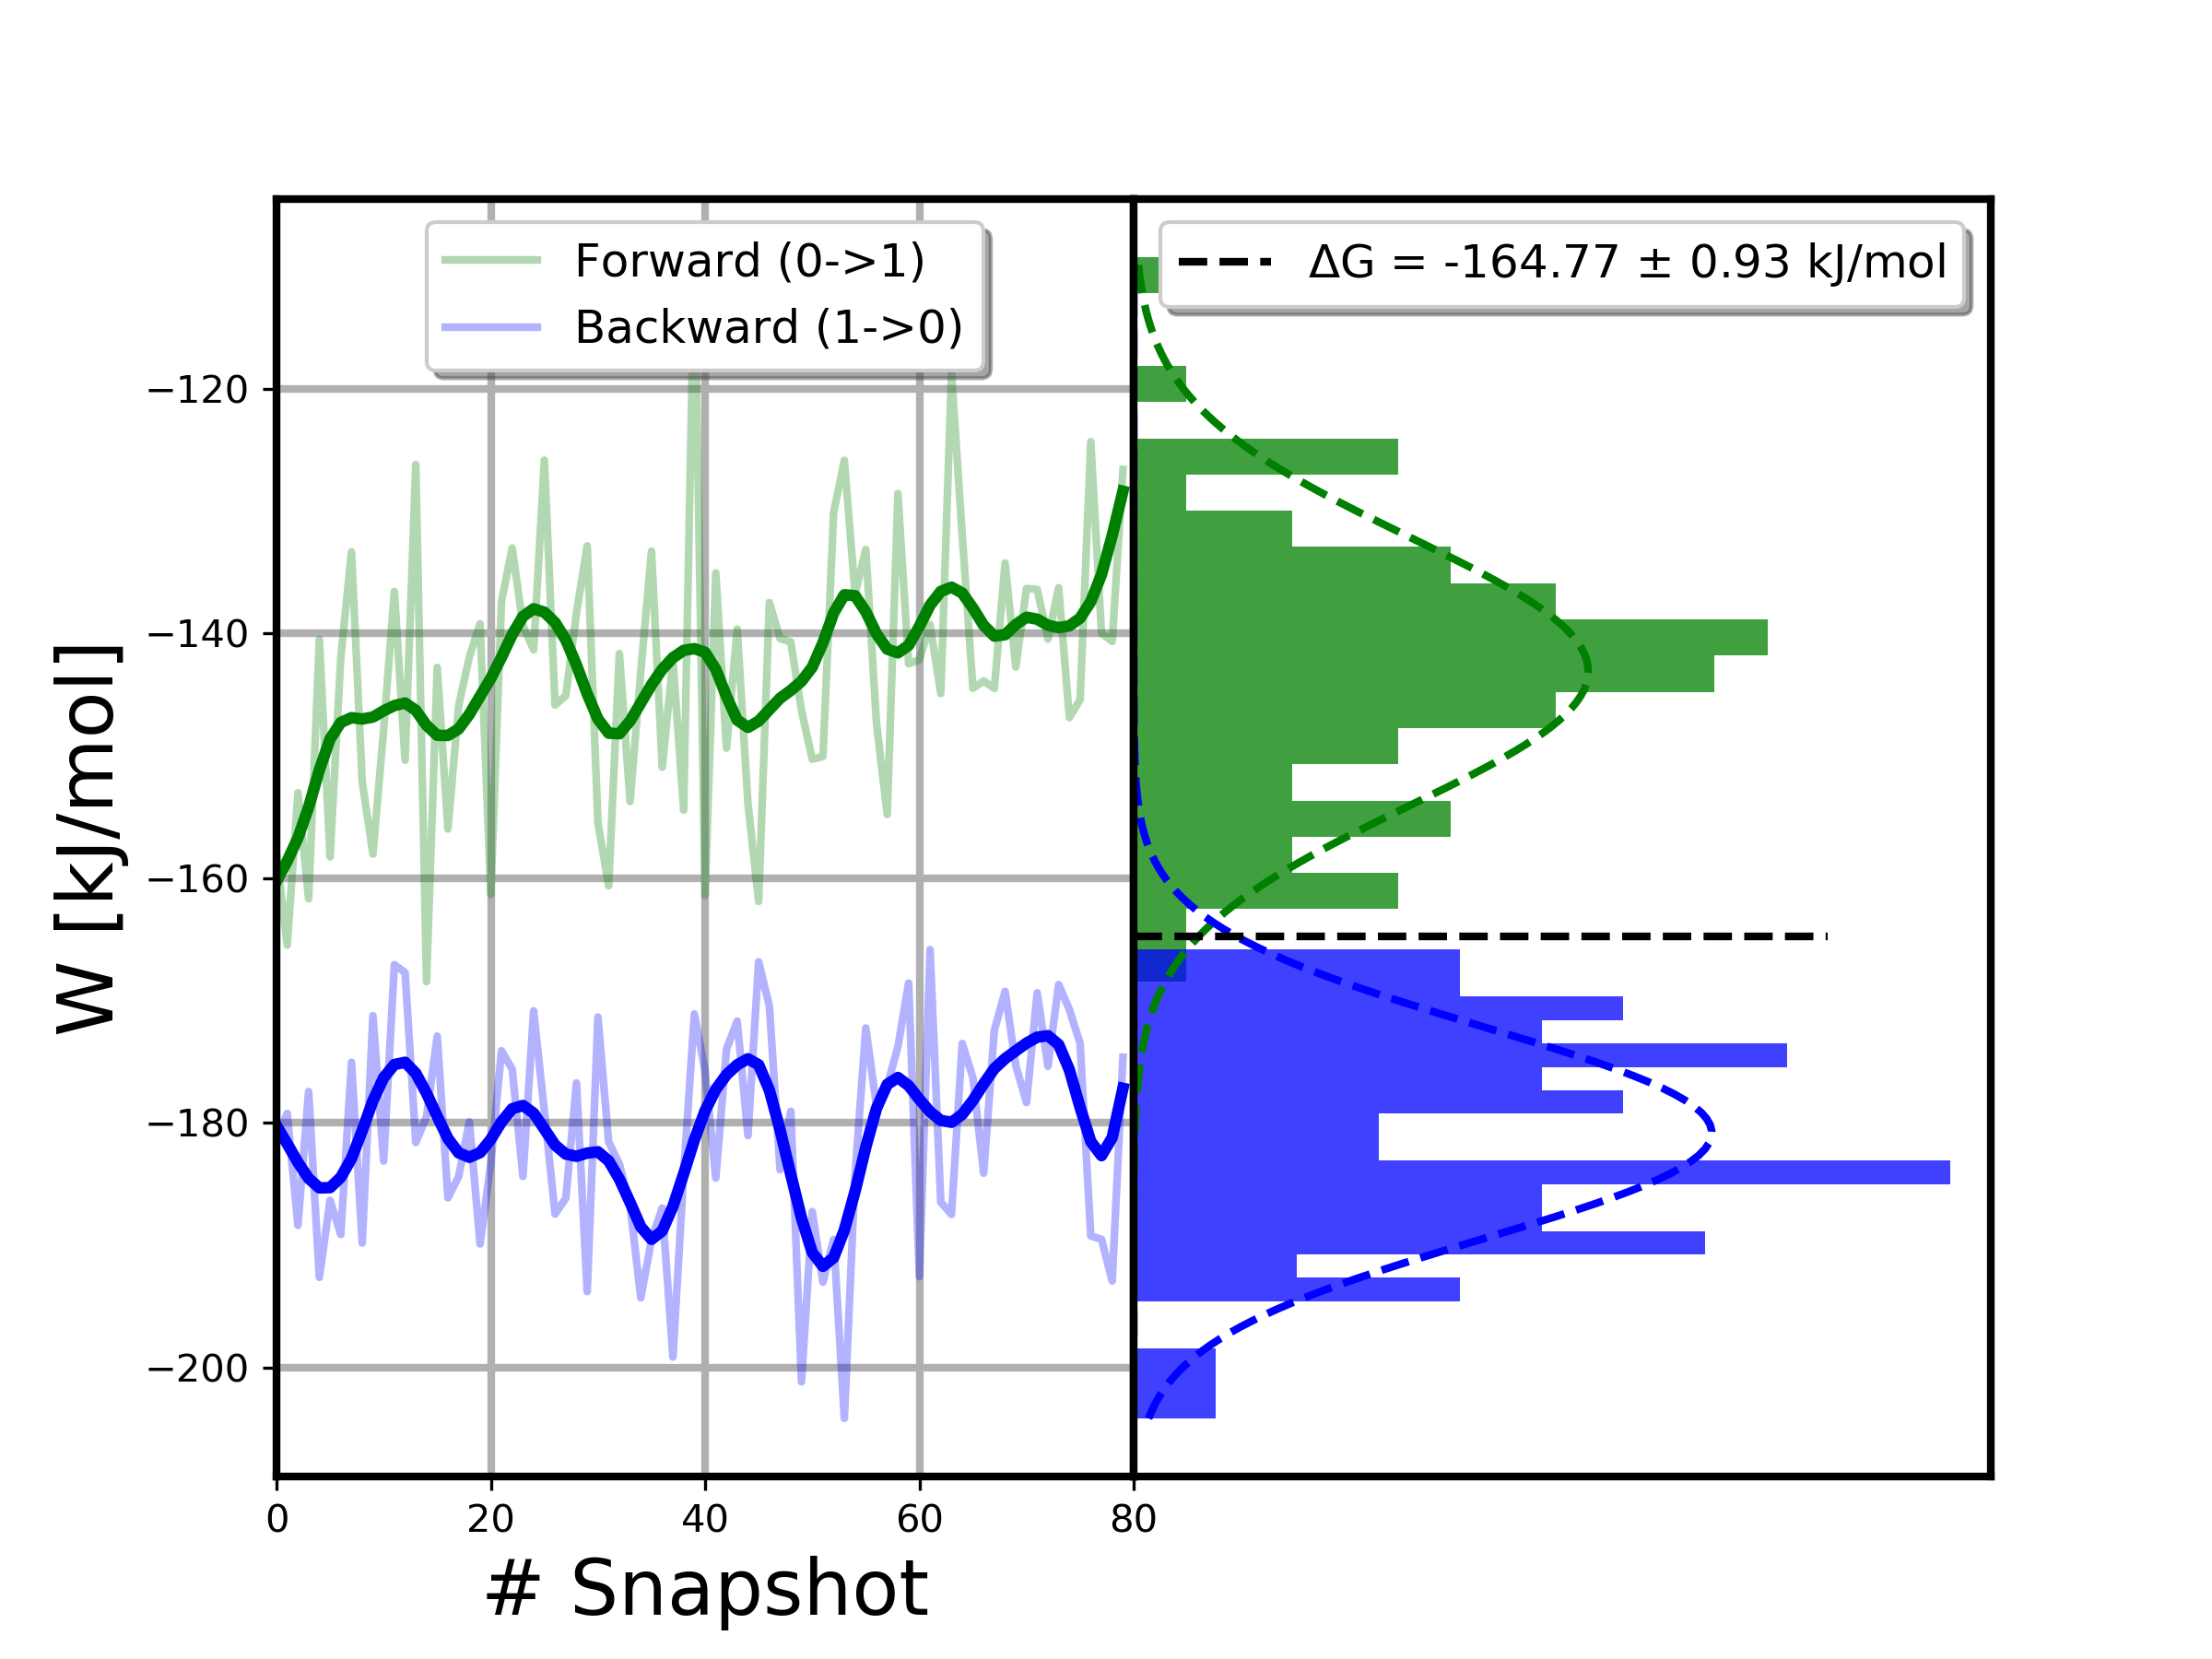 Forward (0->1)
Backward (1->0)
ΔG = -164.77 ± 0.93 kJ/mol
W [kJ/mol]
−120
−140
−160
−180
−200
0 20 40 60 80
# Snapshot